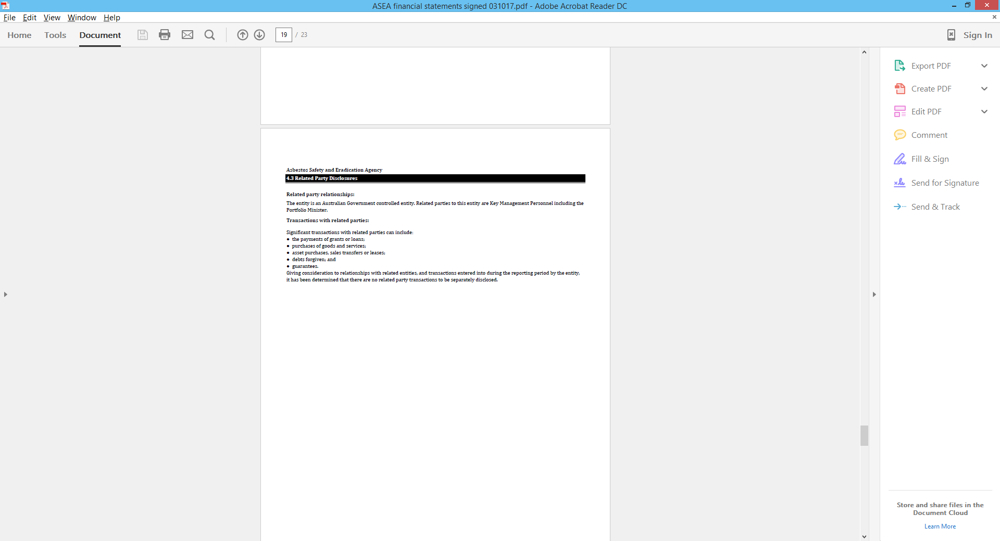 ASEA financial statements signed 031017.pdf - Adobe Acrobat Reader DC
File Edit View Window Help
Home Tools Document 19 / 23 Sign In
Asbestos Safety and Eradication Agency
4.3 Related Party Disclosures
Related party relationships:
The entity is an Australian Government controlled entity. Related parties to this entity are Key Management Personnel including the
Portfolio Minister.
Transactions with related parties:
Significant transactions with related parties can include:
● the payments of grants or loans;
● purchases of goods and services;
● asset purchases, sales transfers or leases;
● debts forgiven; and
● guarantees.
Giving consideration to relationships with related entities, and transactions entered into during the reporting period by the entity,
it has been determined that there are no related party transactions to be separately disclosed.
Export PDF
Create PDF
Edit PDF
Comment
Fill & Sign
Send for Signature
Send & Track
Store and share files in the
Document Cloud
Learn More